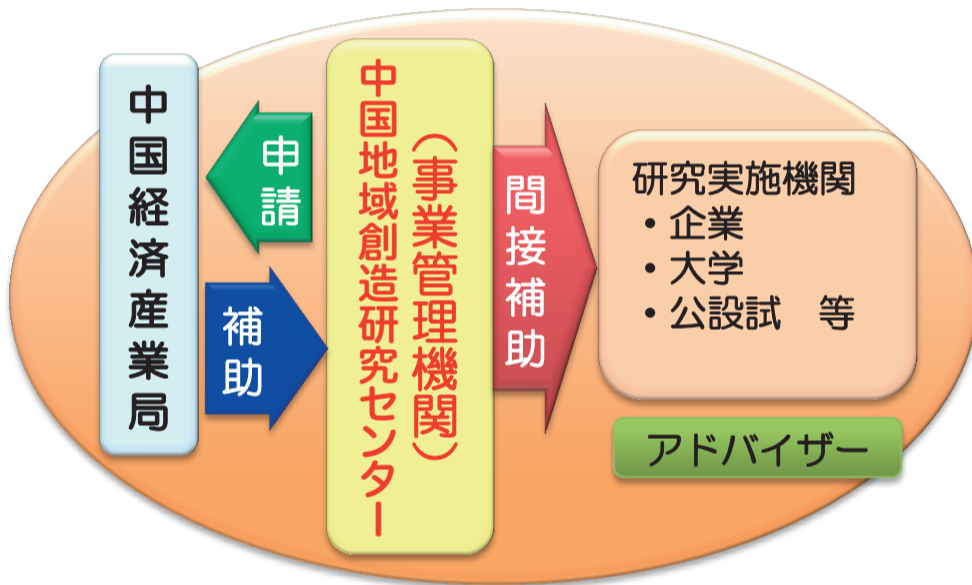 中国経済産業局
申請
補助
（事業管理機関）
中国地域創造研究センター
間接補助
研究実施機関
・企業
・大学
・公設試　等
アドバイザー